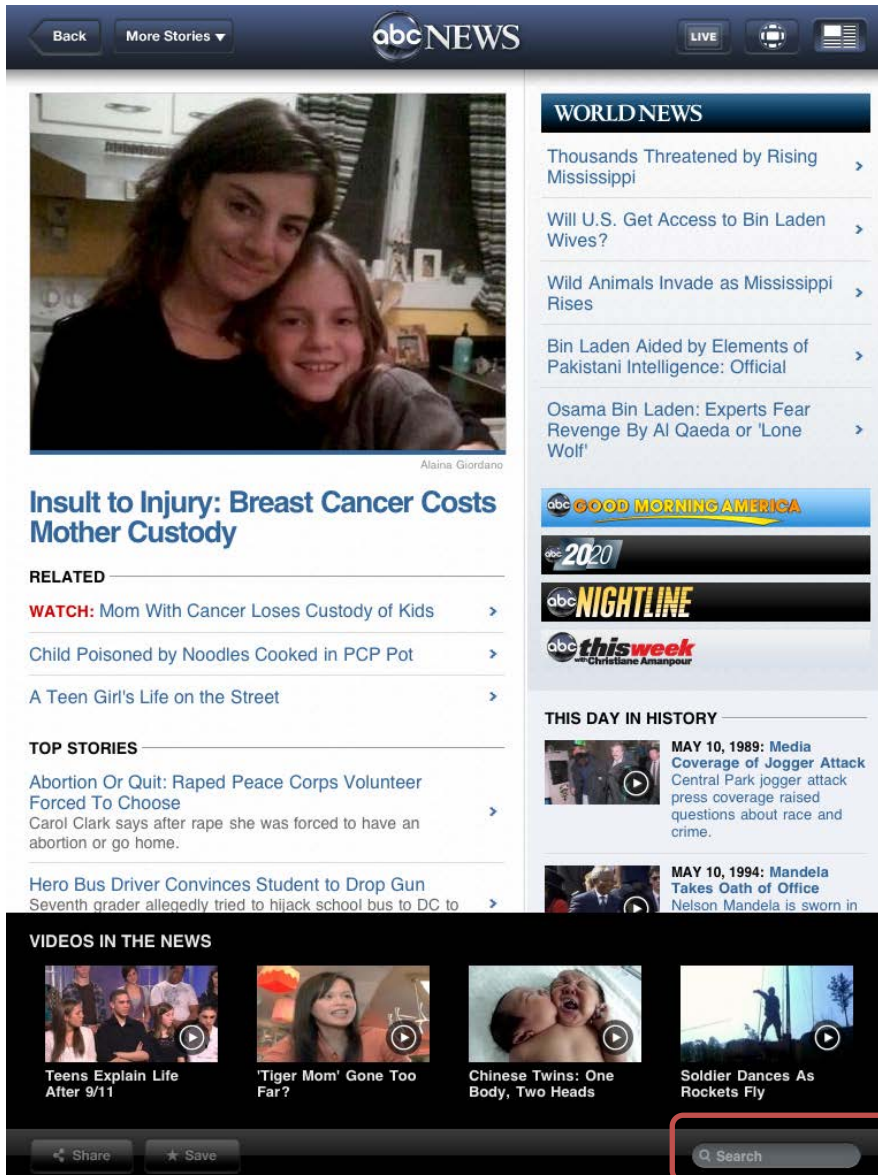 Back
More Stories ▾
abc NEWS
LIVE
Alaina Giordano
Insult to Injury: Breast Cancer Costs
Mother Custody
RELATED
WATCH: Mom With Cancer Loses Custody of Kids
Child Poisoned by Noodles Cooked in PCP Pot
A Teen Girl's Life on the Street
TOP STORIES
Abortion Or Quit: Raped Peace Corps Volunteer
Forced To Choose
Carol Clark says after rape she was forced to have an
abortion or go home.
Hero Bus Driver Convinces Student to Drop Gun
Seventh grader allegedly tried to hijack school bus to DC to
WORLD NEWS
Thousands Threatened by Rising
Mississippi
Will U.S. Get Access to Bin Laden
Wives?
Wild Animals Invade as Mississippi
Rises
Bin Laden Aided by Elements of
Pakistani Intelligence: Official
Osama Bin Laden: Experts Fear
Revenge By Al Qaeda or 'Lone
Wolf'
abc GOOD MORNING AMERICA
abc 2020
abc NIGHTLINE
abc thisweek
with Christiane Amanpour
THIS DAY IN HISTORY
MAY 10, 1989: Media
Coverage of Jogger Attack
Central Park jogger attack
press coverage raised
questions about race and
crime.
MAY 10, 1994: Mandela
Takes Oath of Office
Nelson Mandela is sworn in
VIDEOS IN THE NEWS
Teens Explain Life
After 9/11
'Tiger Mom' Gone Too
Far?
Chinese Twins: One
Body, Two Heads
Soldier Dances As
Rockets Fly
Share
Save
Search